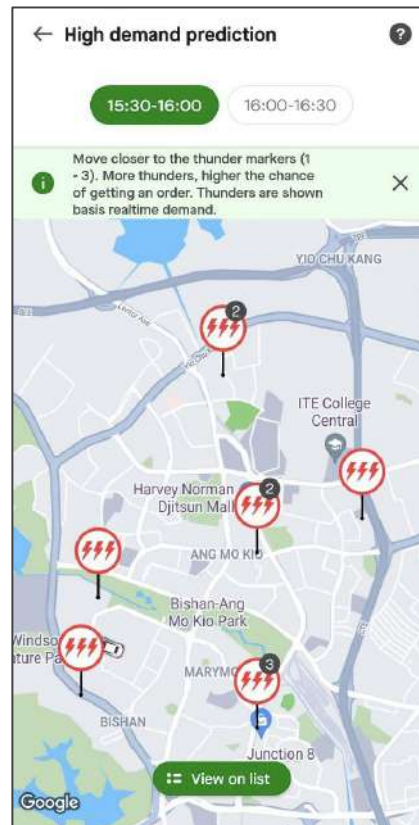 High demand prediction
?
15:30-16:00
16:00-16:30
Move closer to the thunder markers (1
- 3). More thunders, higher the chance
of getting an order. Thunders are shown
basis realtime demand.
YIO CHU KANG
2
ITE College
Central
Harvey Norman
Djitsun Mall
2
ANG MO KIO
Bishan-Ang
Mo Kio Park
Windso
ature Pa
MARYMO
3
BISHAN
Junction 8
View on list
Google